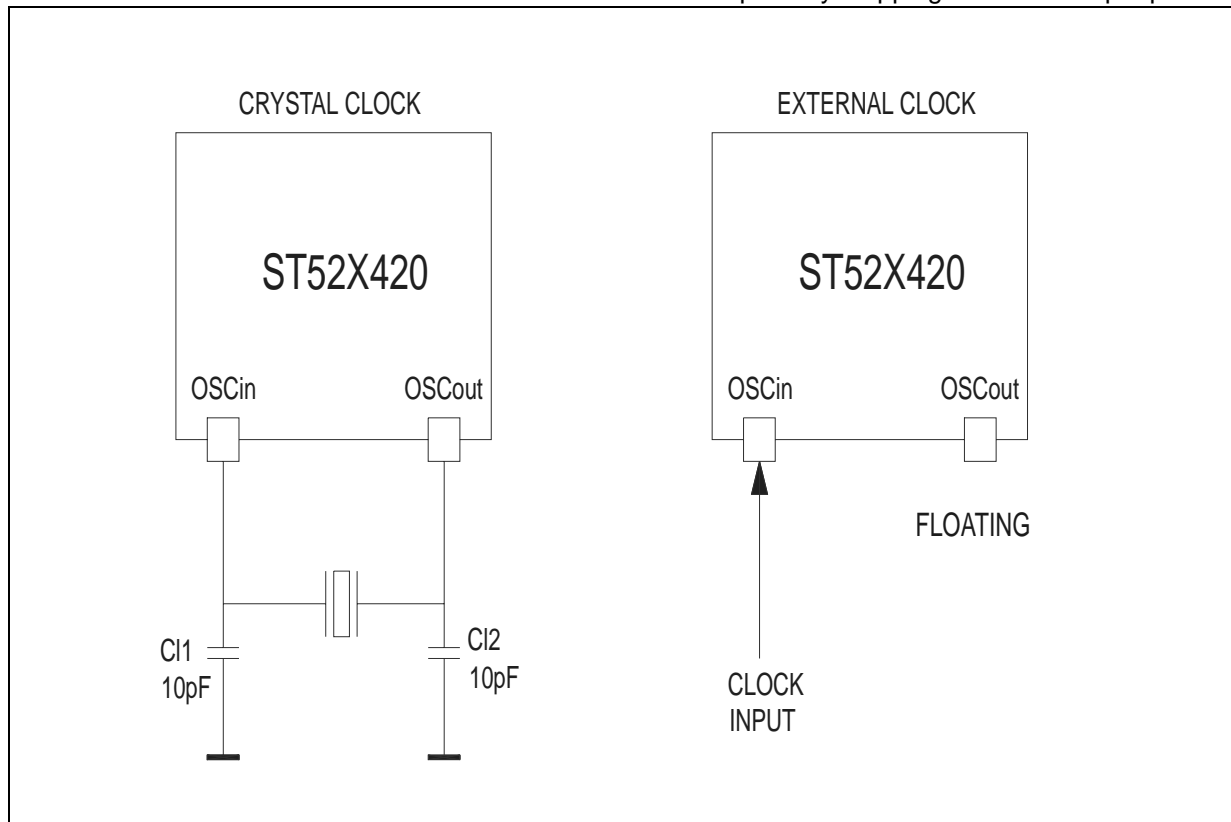 CRYSTAL CLOCK
ST52X420
OSCin
OSCout
Cl1
10pF
Cl2
10pF
EXTERNAL CLOCK
ST52X420
OSCin
OSCout
FLOATING
CLOCK
INPUT